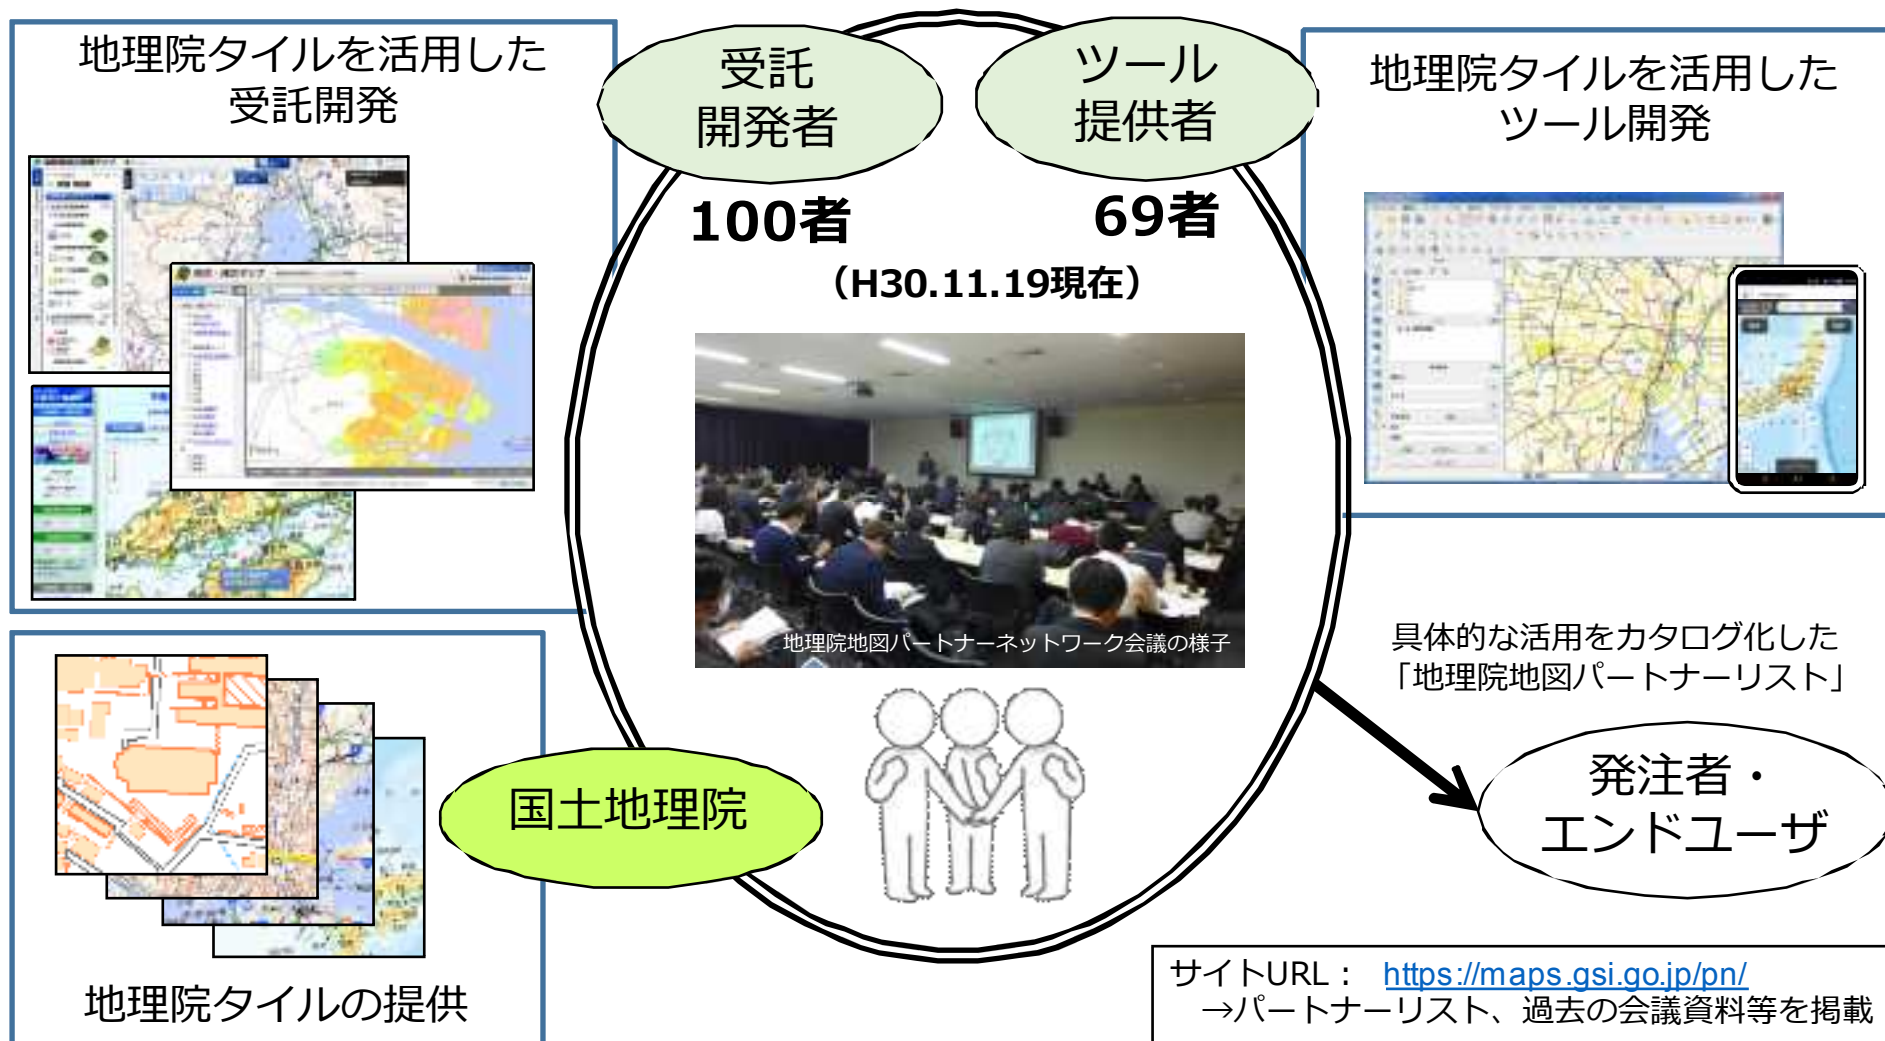 地理院タイルを活用した
受託開発
受託
開発者
100者
ツール
提供者
69者
（H30.11.19現在）
地理院タイルを活用した
ツール開発
地理院地図パートナーネットワーク会議の様子
具体的な活用をカタログ化した
「地理院地図パートナーリスト」
発注者・
エンドユーザ
国土地理院
地理院タイルの提供
サイトURL： https://maps.gsi.go.jp/pn/
→パートナーリスト、過去の会議資料等を掲載